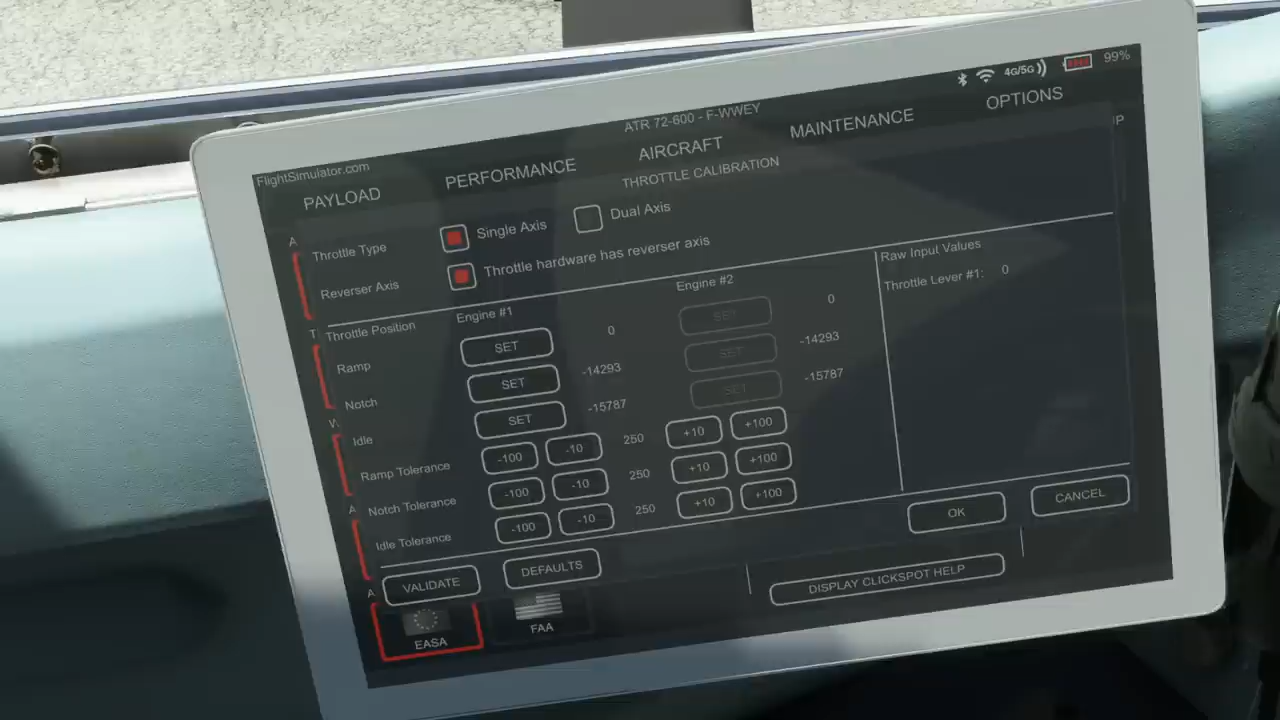 4G/5G 99%
ATR 72-600 - F-WWEY
FlightSimulator.com
PAYLOAD PERFORMANCE AIRCRAFT MAINTENANCE OPTIONS
THROTTLE CALIBRATION
Throttle Type Single Axis Dual Axis
Reverser Axis Throttle hardware has reverser axis
Throttle Position Engine #1 Engine #2
Ramp SET 0 SET 0
Notch SET -14293 SET -14293
Idle SET -15787 SET -15787
Ramp Tolerance -100 -10 250 +10 +100
Notch Tolerance -100 -10 250 +10 +100
Idle Tolerance -100 -10 250 +10 +100
Raw Input Values
Throttle Lever #1: 0
VALIDATE DEFAULTS OK CANCEL
DISPLAY CLICKSPOT HELP
EASA FAA